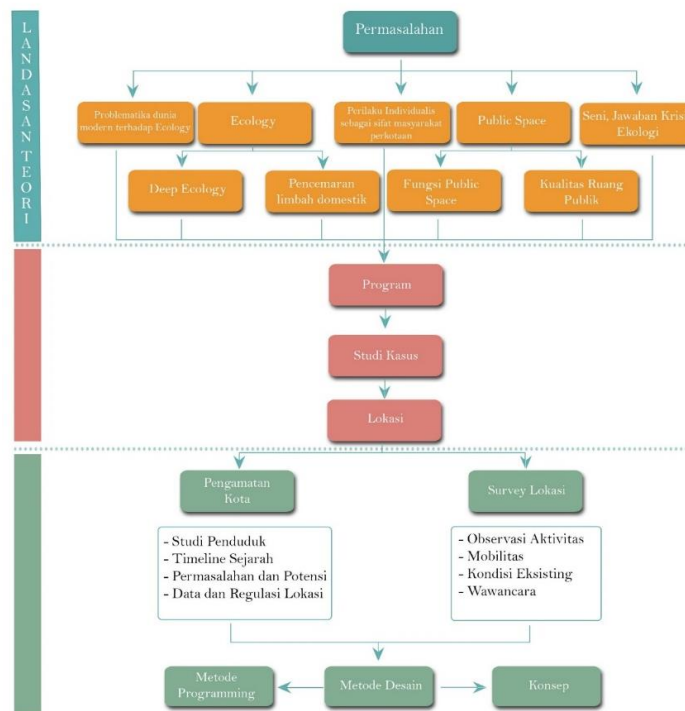 LANDASAN TEORI
Permasalahan
Problematika dunia
modern terhadap Ecology
Ecology
Perilaku Individualis
sebagai sifat masyarakat
perkotaan
Public Space
Seni, Jawaban Kris
Ekologi
Deep Ecology
Pencemaran
limbah domestik
Fungsi Public
Space
Kualitas Ruang
Publik
Program
Studi Kasus
Lokasi
Pengamatan
Kota
Survey Lokasi
- Studi Penduduk
- Timeline Sejarah
- Permasalahan dan Potensi
- Data dan Regulasi Lokasi
- Observasi Aktivitas
- Mobilitas
- Kondisi Eksisting
- Wawancara
Metode
Programming
Metode Desain
Konsep